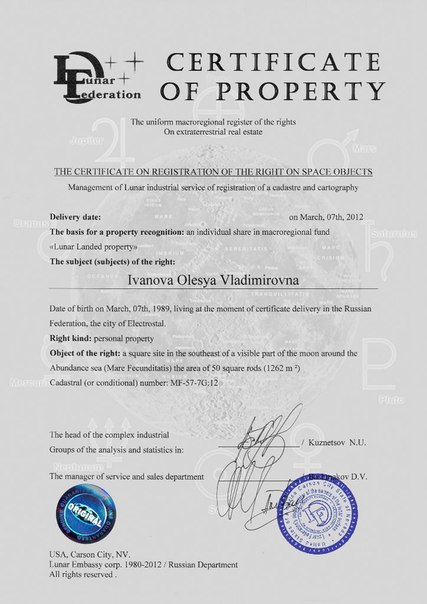 Lunar
Federation
CERTIFICATE
OF PROPERTY
The uniform macroregional register of the rights
On extraterrestrial real estate
Jupiter
Mars
THE CERTIFICATE ON REGISTRATION OF THE RIGHT ON SPACE OBJECTS
Management of Lunar industrial service of registration of a cadastre and cartography
Delivery date: on March, 07th, 2012
The basis for a property recognition: an individual share in macroregional fund
«Lunar Landed property»
The subject (subjects) of the right:
Ivanova Olesya Vladimirovna
Date of birth on March, 07th, 1989, living at the moment of certificate delivery in the Russian
Federation, the city of Electrostal.
Right kind: personal property
Object of the right: a square site in the southeast of a visible part of the moon around the
Abundance sea (Mare Fecunditatis) the area of 50 square rods (1262 m ²)
Cadastral (or conditional) number: MF-57-7G:12
Pluto
The head of the complex industrial
Groups of the analysis and statistics in: / Kuznetsov N.U.
The manager of service and sales department D.V.
ORIGINAL
USA, Carson City, NV.
Lunar Embassy corp. 1980-2012 / Russian Department
All rights reserved .